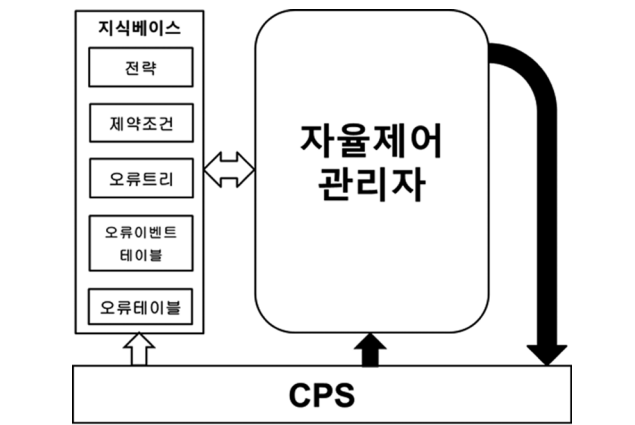 지식베이스
전략
제약조건
오류트리
오류이벤트
테이블
오류테이블
자율제어
관리자
CPS